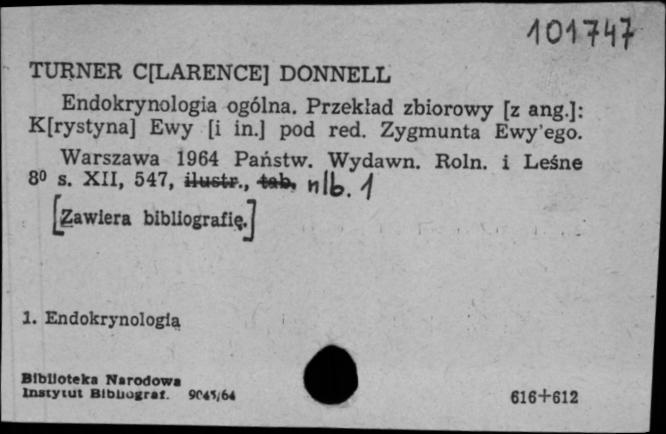 101747
TURNER C[LARENCE] DONNELL
Endokrynologia ogólna. Przekład zbiorowy [z ang.]:
K[rystyna] Ewy [i in.] pod red. Zygmunta Ewy'ego.
Warszawa 1964 Państw. Wydawn. Roln. i Leśne
8⁰ s. XII, 547, ilustr., tab. nlb. 1
[Zawiera bibliografię.]
1. Endokrynologia
Biblioteka Narodowa
Instytut Bibliograf. 9045/64
616+612